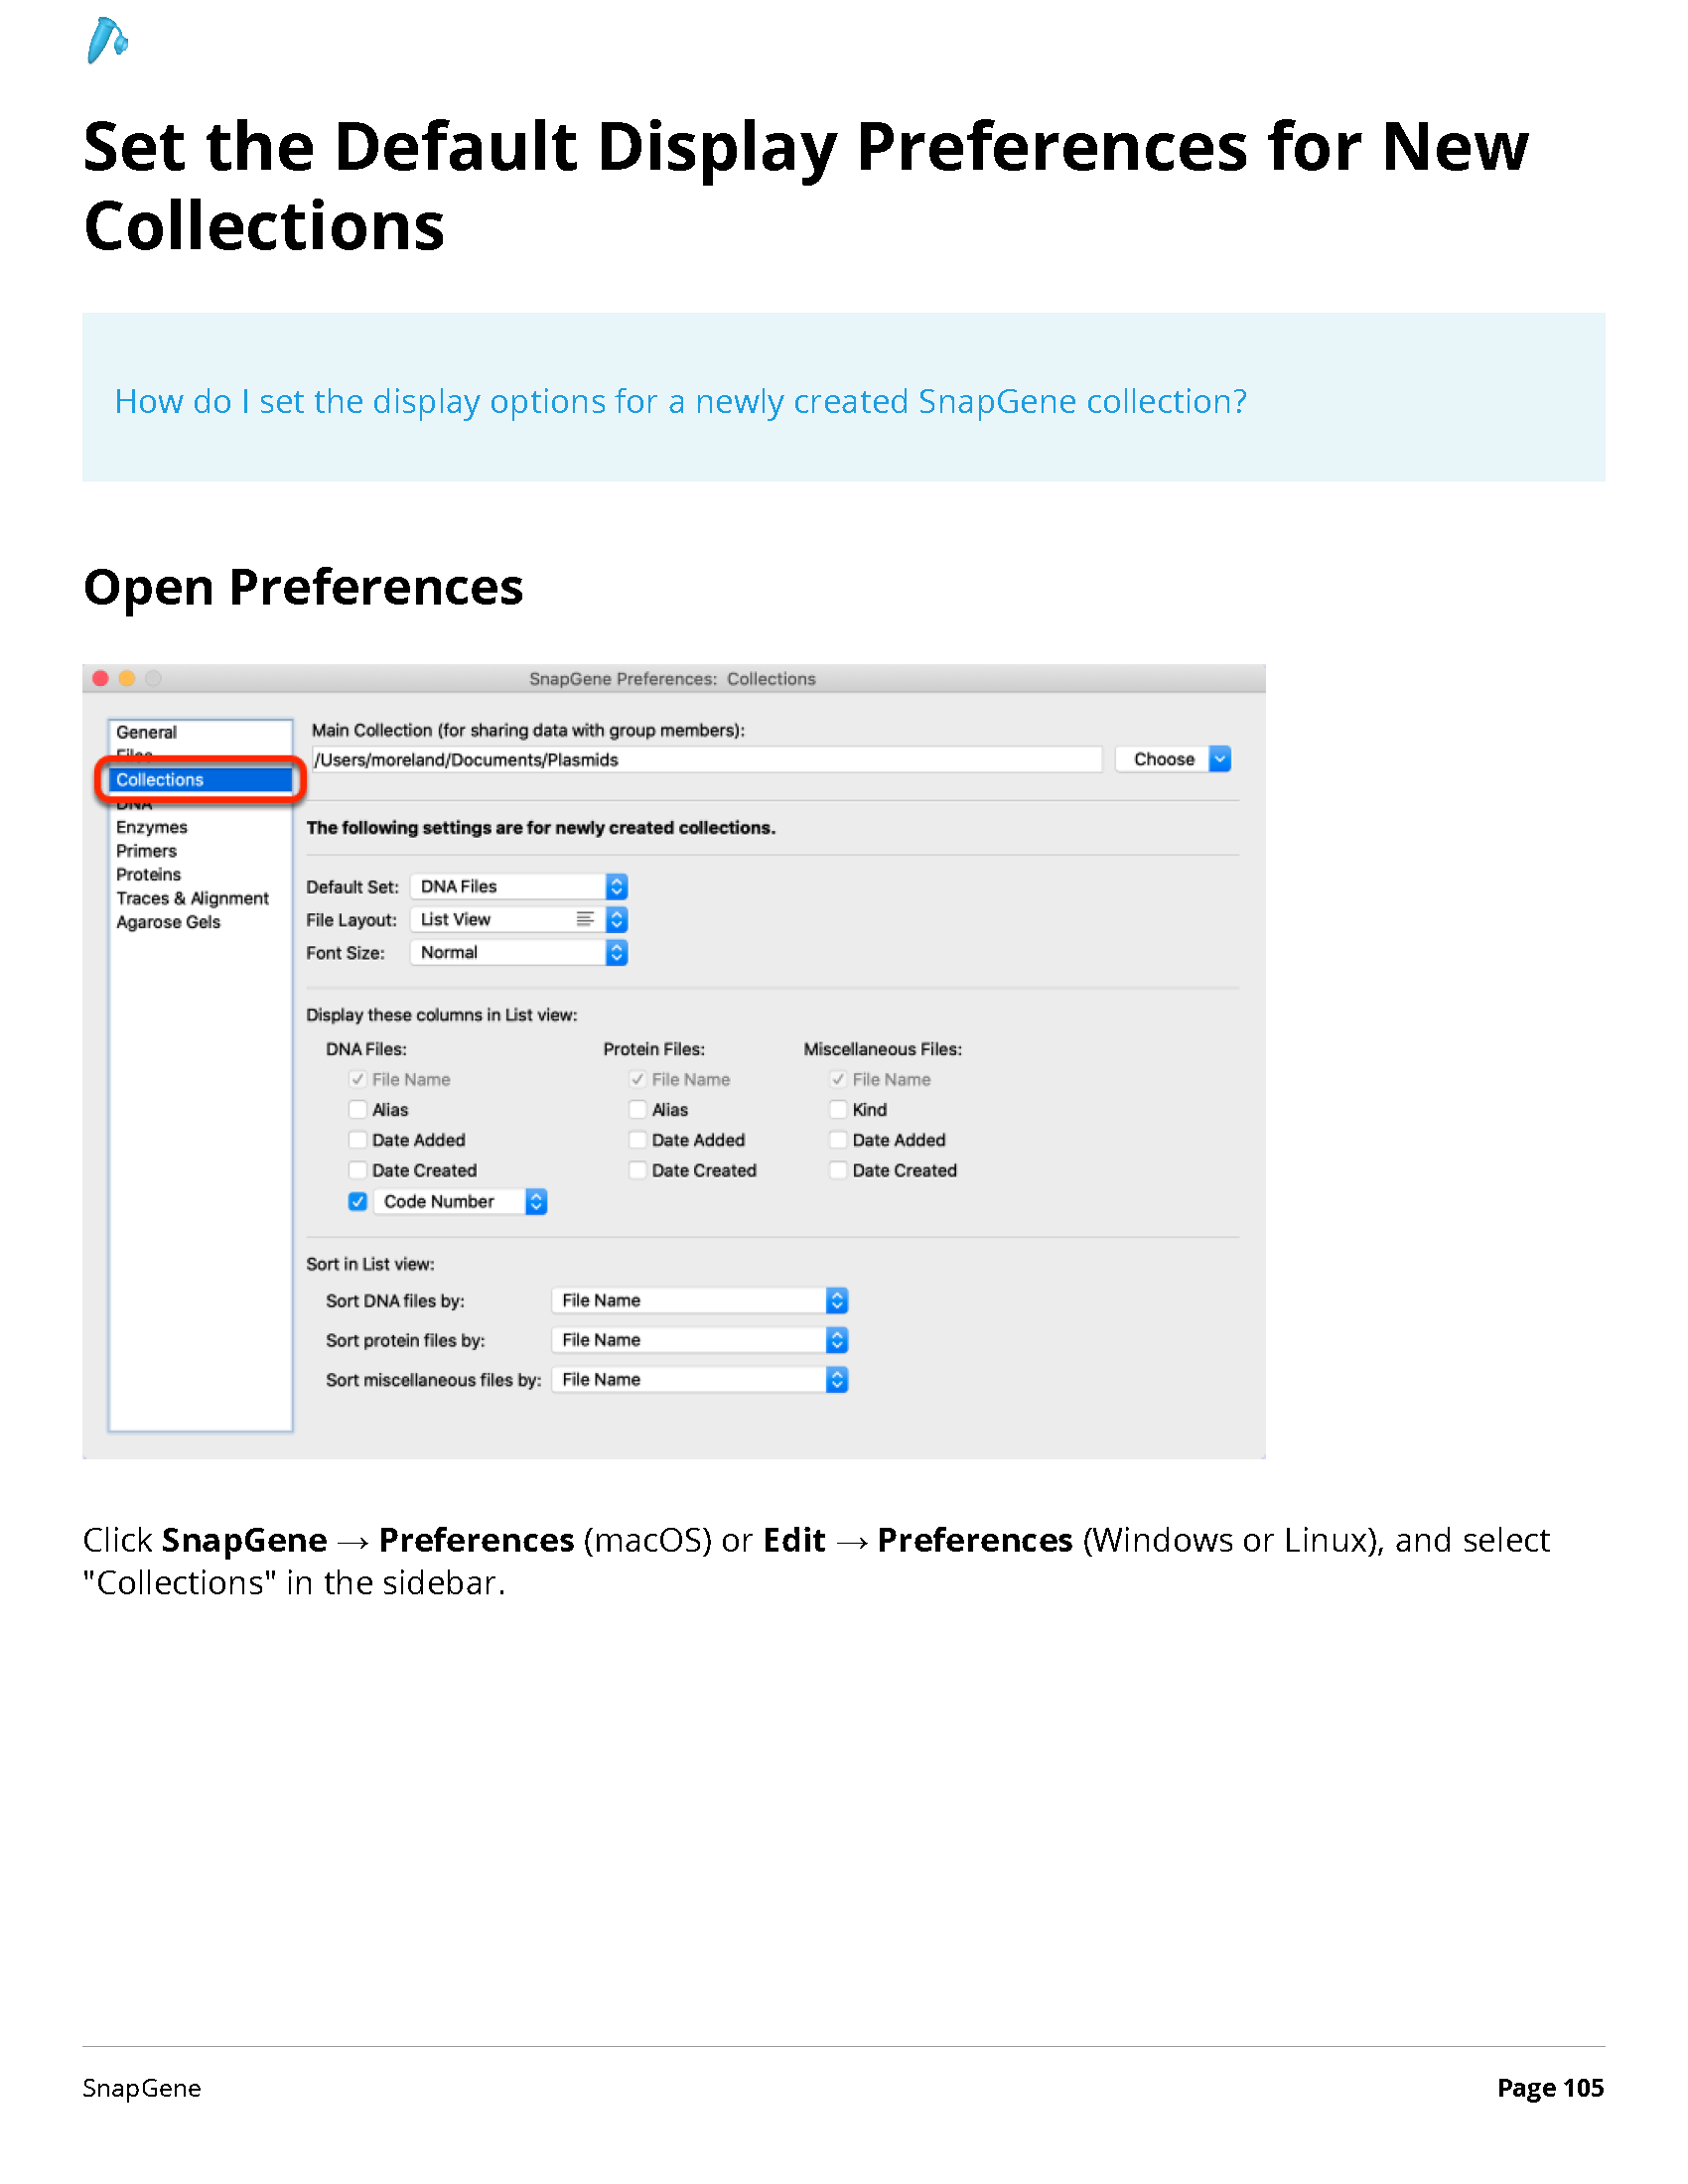 Set the Default Display Preferences for New
Collections
How do I set the display options for a newly created SnapGene collection?
Open Preferences
SnapGene Preferences: Collections
General
Files
Collections
DNA
Enzymes
Primers
Proteins
Traces & Alignment
Agarose Gels
Main Collection (for sharing data with group members):
/Users/moreland/Documents/Plasmids
Choose
The following settings are for newly created collections.
Default Set: DNA Files
File Layout: List View
Font Size: Normal
Display these columns in List view:
DNA Files: Protein Files: Miscellaneous Files:
File Name File Name File Name
Alias Alias Kind
Date Added Date Added Date Added
Date Created Date Created Date Created
Code Number
Sort in List view:
Sort DNA files by: File Name
Sort protein files by: File Name
Sort miscellaneous files by: File Name
Click SnapGene → Preferences (macOS) or Edit → Preferences (Windows or Linux), and select
"Collections" in the sidebar.
SnapGene Page 105